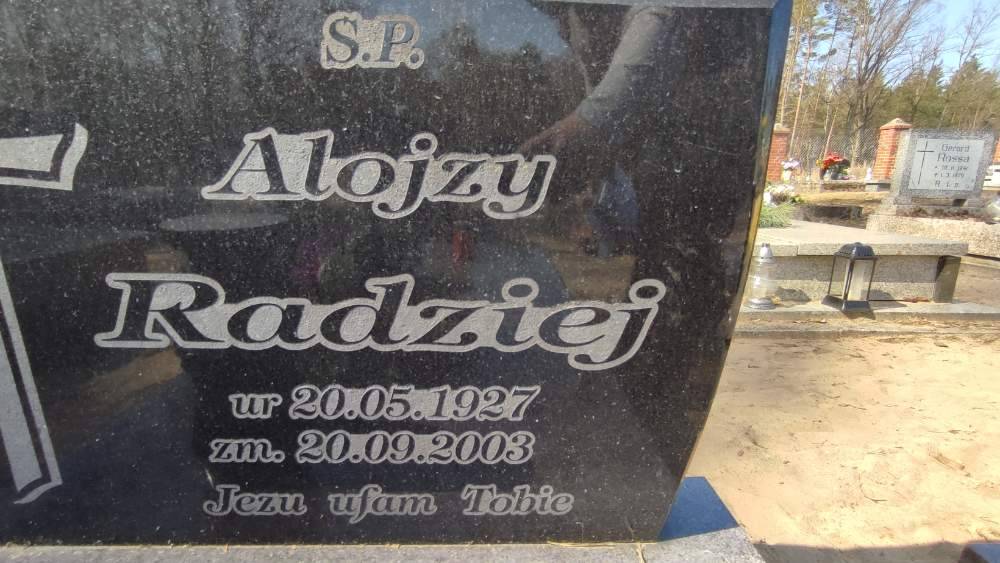 S.P.
Alojzy
Radziej
ur 20.05.1927
zm. 20.09.2003
Jezu ufam Tobie
Gerard
Rossa
R. i. p.